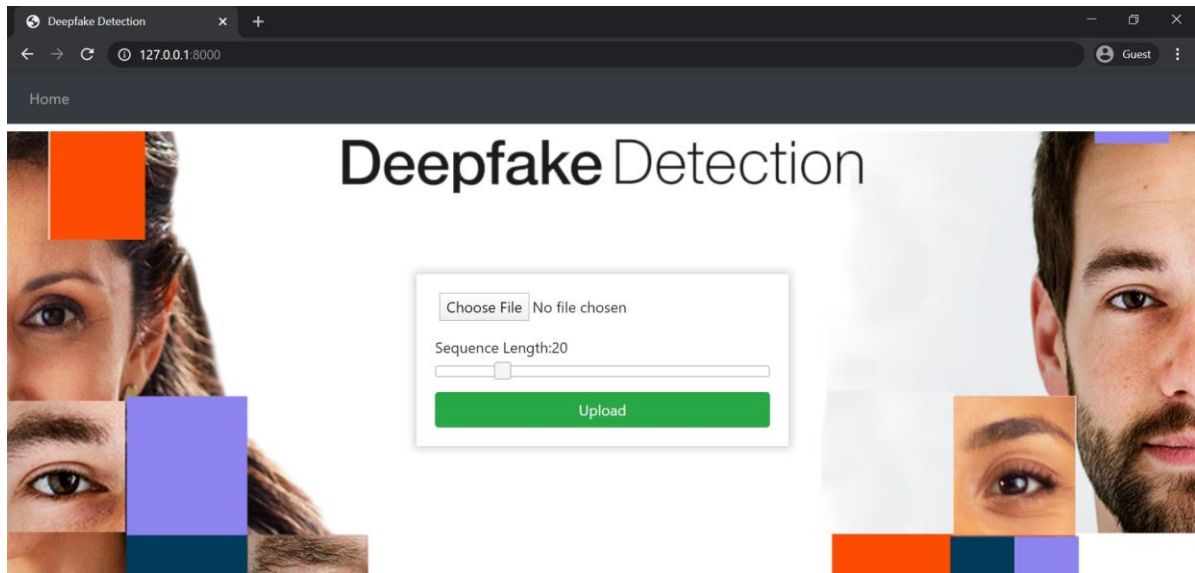 Deepfake Detection
127.0.0.1:8000
Guest
Home
Deepfake Detection
Choose File No file chosen
Sequence Length:20
Upload